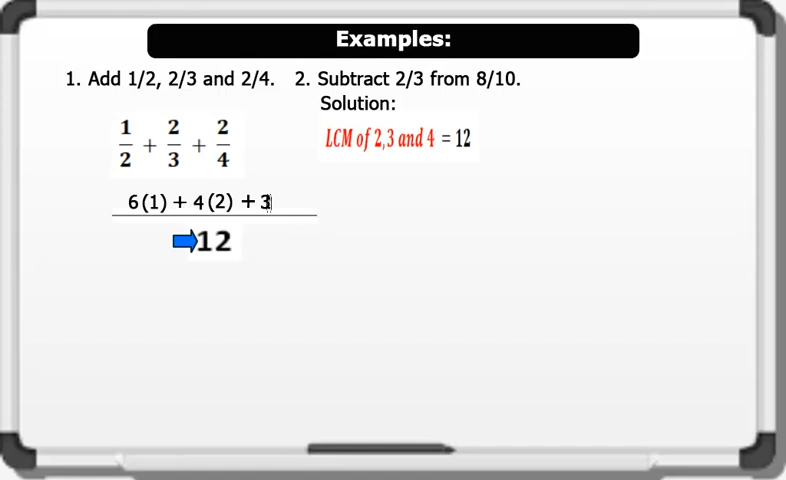 Examples:
1. Add 1/2, 2/3 and 2/4. 2. Subtract 2/3 from 8/10.
Solution:
LCM of 2,3 and 4 = 12
1/2 + 2/3 + 2/4
6(1) + 4(2) + 3
12